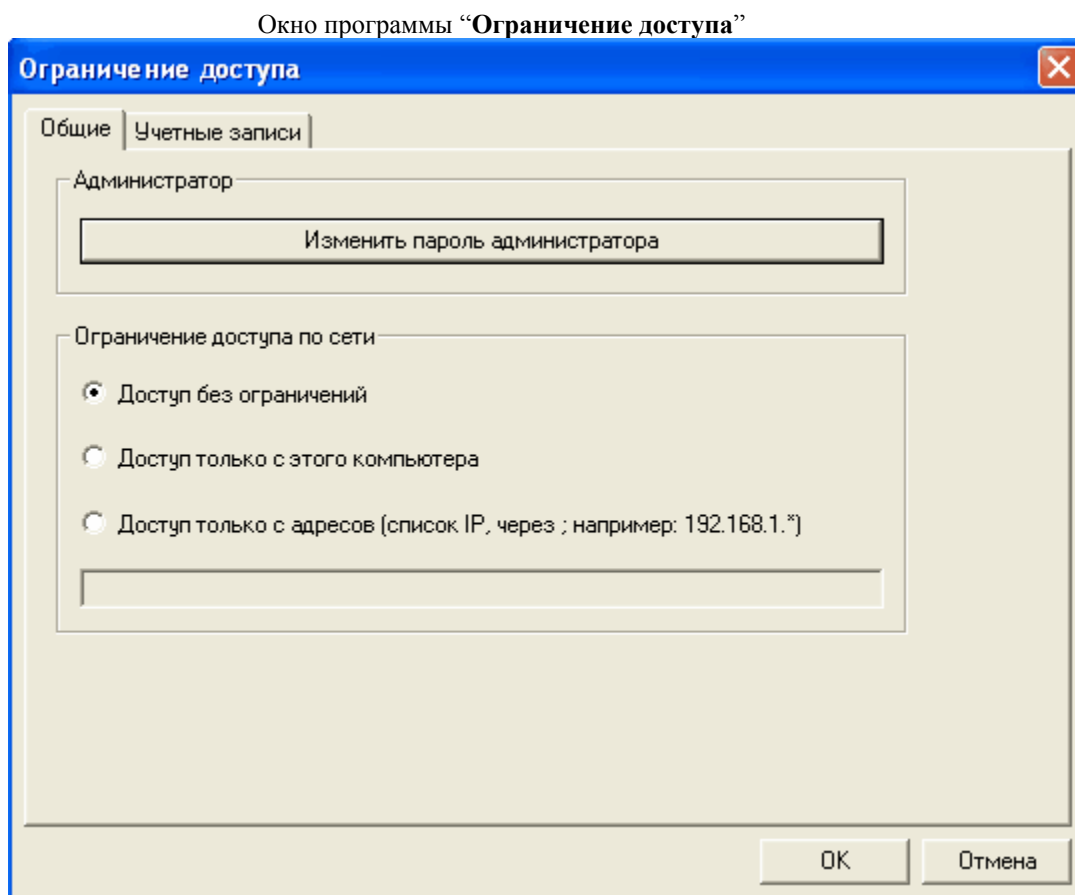 Окно программы “Ограничение доступа”
Ограничение доступа
Общие
Учетные записи
Администратор
Изменить пароль администратора
Ограничение доступа по сети
Доступ без ограничений
Доступ только с этого компьютера
Доступ только с адресов (список IP, через ; например: 192.168.1.*)
OK
Отмена